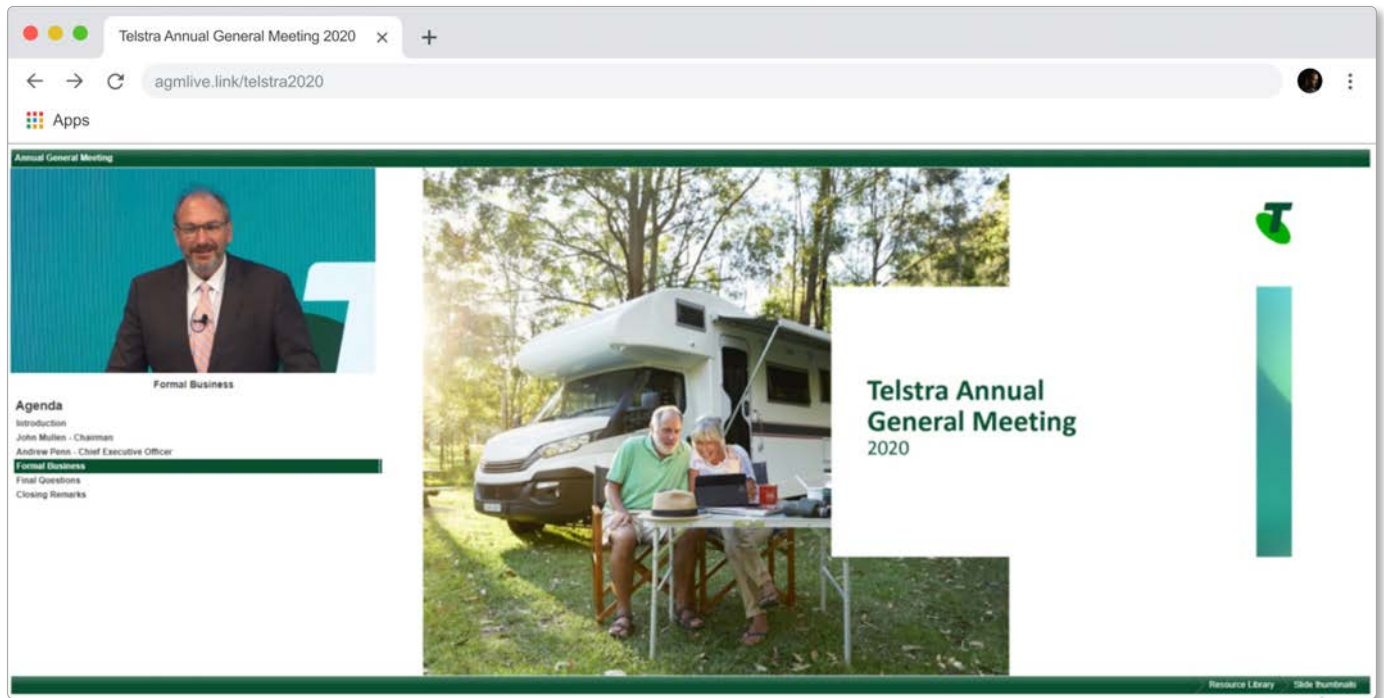 Telstra Annual General Meeting 2020
agmlive.link/telstra2020
Apps
Annual General Meeting
Formal Business
Agenda
Introduction
John Mullen - Chairman
Andrew Penn - Chief Executive Officer
Formal Business
Final Questions
Closing Remarks
T
Telstra Annual
General Meeting
2020
Resource Library
Slide thumbnails